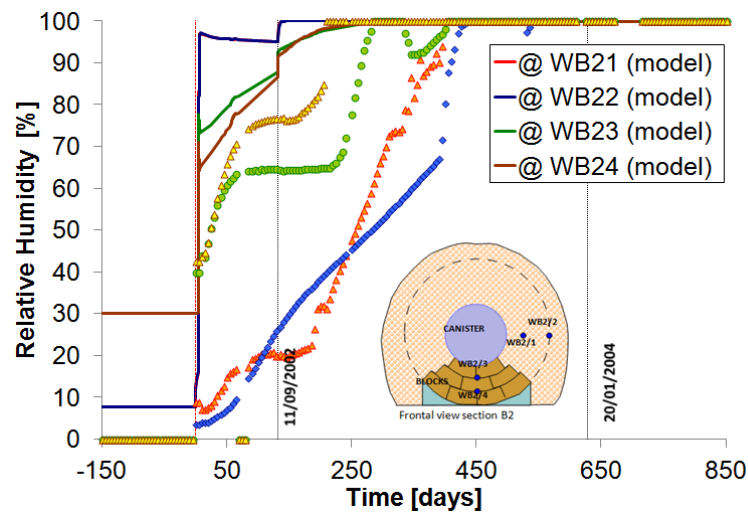 Relative Humidity [%]
100
90
80
70
60
50
40
30
20
10
0
@ WB21 (model)
@ WB22 (model)
@ WB23 (model)
@ WB24 (model)
CANISTER
WB2/2
WB2/1
WB2/3
BLOCKS
WB2/4
Frontal view section B2
11/09/2002
20/01/2004
-150
50
250
450
650
850
Time [days]